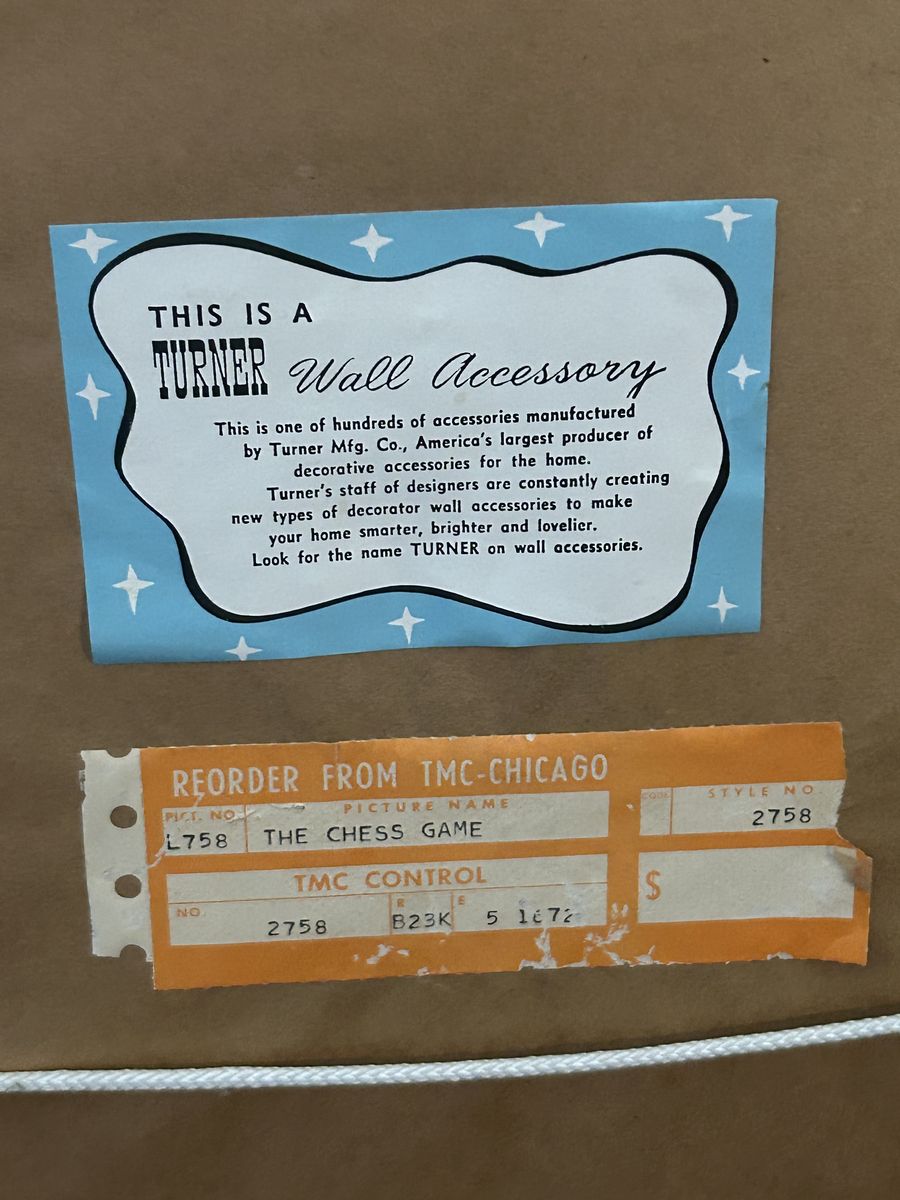 THIS IS A
TURNER Wall Accessory
This is one of hundreds of accessories manufactured
by Turner Mfg. Co., America's largest producer of
decorative accessories for the home.
Turner's staff of designers are constantly creating
new types of decorator wall accessories to make
your home smarter, brighter and lovelier.
Look for the name TURNER on wall accessories.
REORDER FROM TMC-CHICAGO
PICT. NO. PICTURE NAME CODE STYLE NO.
L758 THE CHESS GAME 2758
TMC CONTROL $
NO. R E
2758 B23K 5